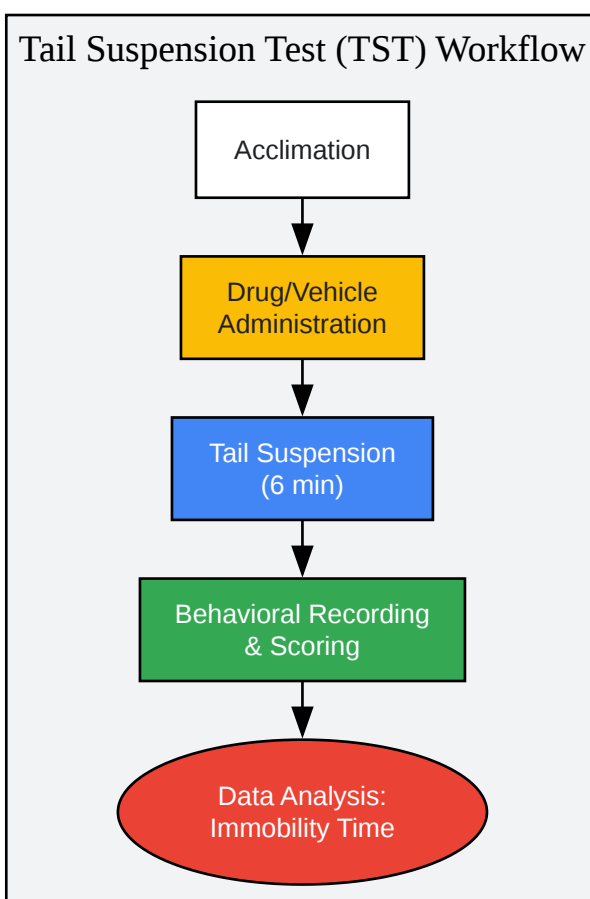 Tail Suspension Test (TST) Workflow
Acclimation
Drug/Vehicle
Administration
Tail Suspension
(6 min)
Behavioral Recording
& Scoring
Data Analysis:
Immobility Time